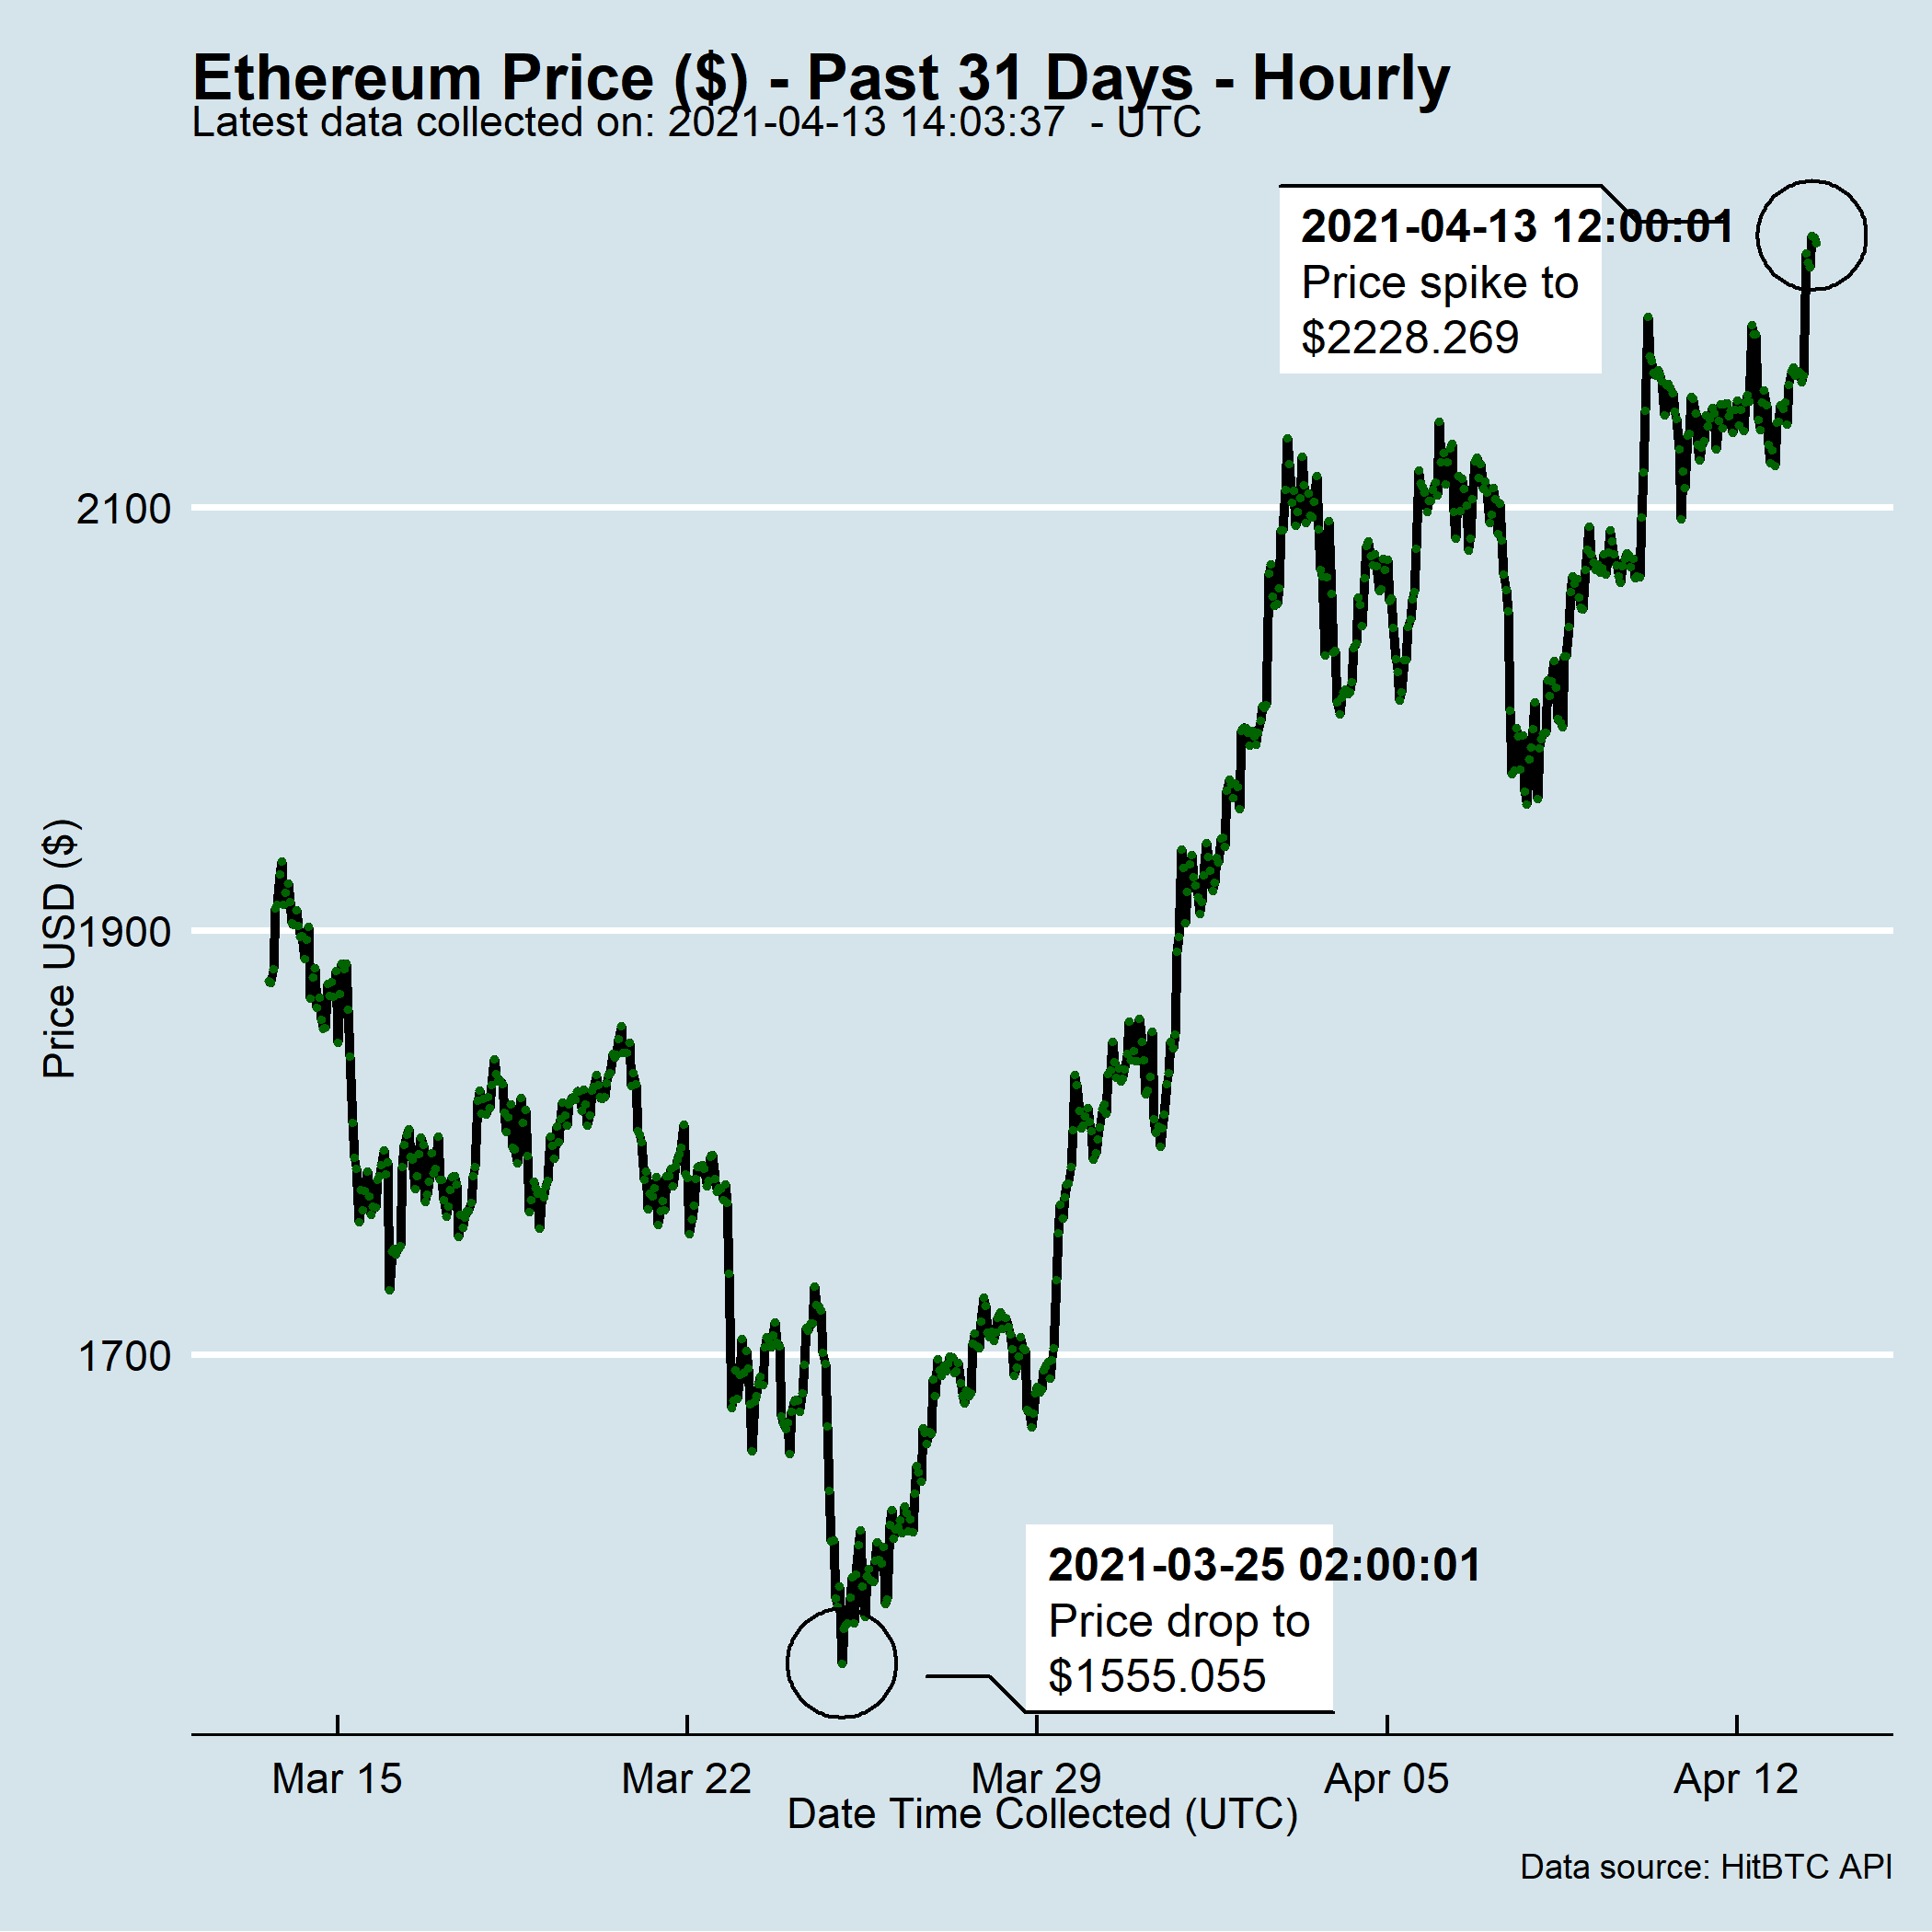 Ethereum Price ($) - Past 31 Days - Hourly
Latest data collected on: 2021-04-13 14:03:37  - UTC
2021-04-13 12:00:01
Price spike to
$2228.269
2100
1900
1700
Price USD ($)
2021-03-25 02:00:01
Price drop to
$1555.055
Mar 15
Mar 22
Mar 29
Apr 05
Apr 12
Date Time Collected (UTC)
Data source: HitBTC API